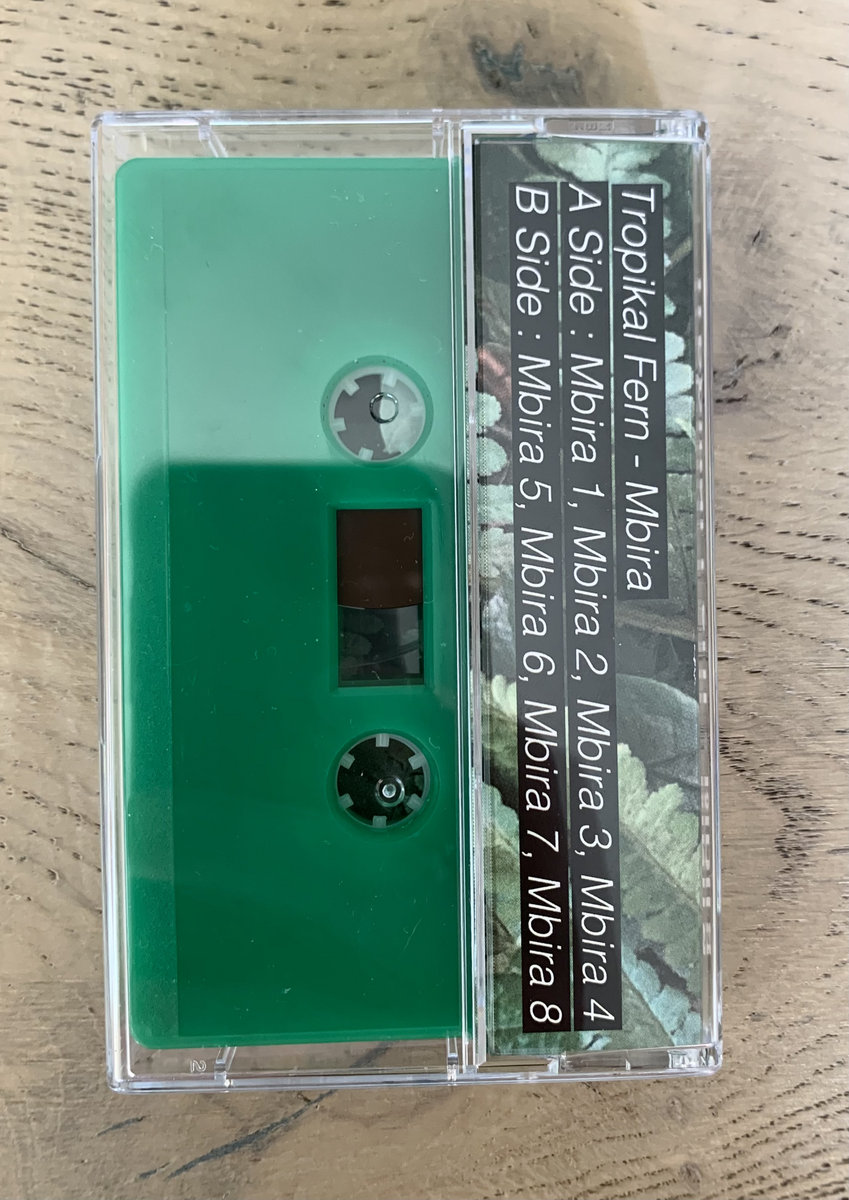 Tropikal Fern - Mbira
A Side : Mbira 1, Mbira 2, Mbira 3, Mbira 4
B Side : Mbira 5, Mbira 6, Mbira 7, Mbira 8
2